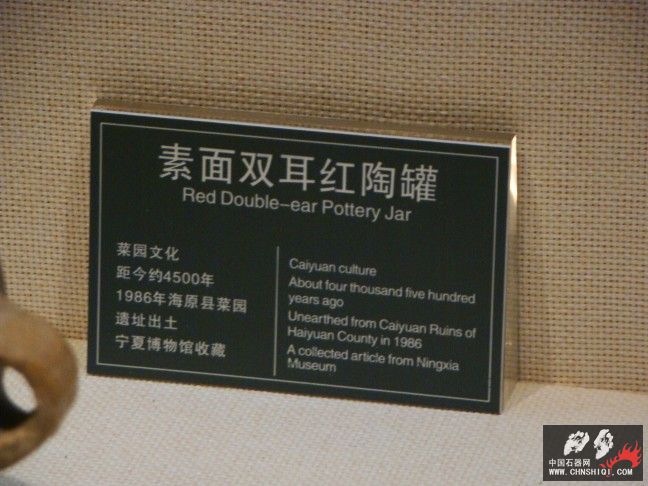 素面双耳红陶罐
Red Double-ear Pottery Jar
菜园文化
距今约4500年
1986年海原县菜园
遗址出土
宁夏博物馆收藏
Caiyuan culture
About four thousand five hundred
years ago
Unearthed from Caiyuan Ruins of
Haiyuan County in 1986
A collected article from Ningxia
Museum
中国石器网
WWW.CHNSHIQI.COM